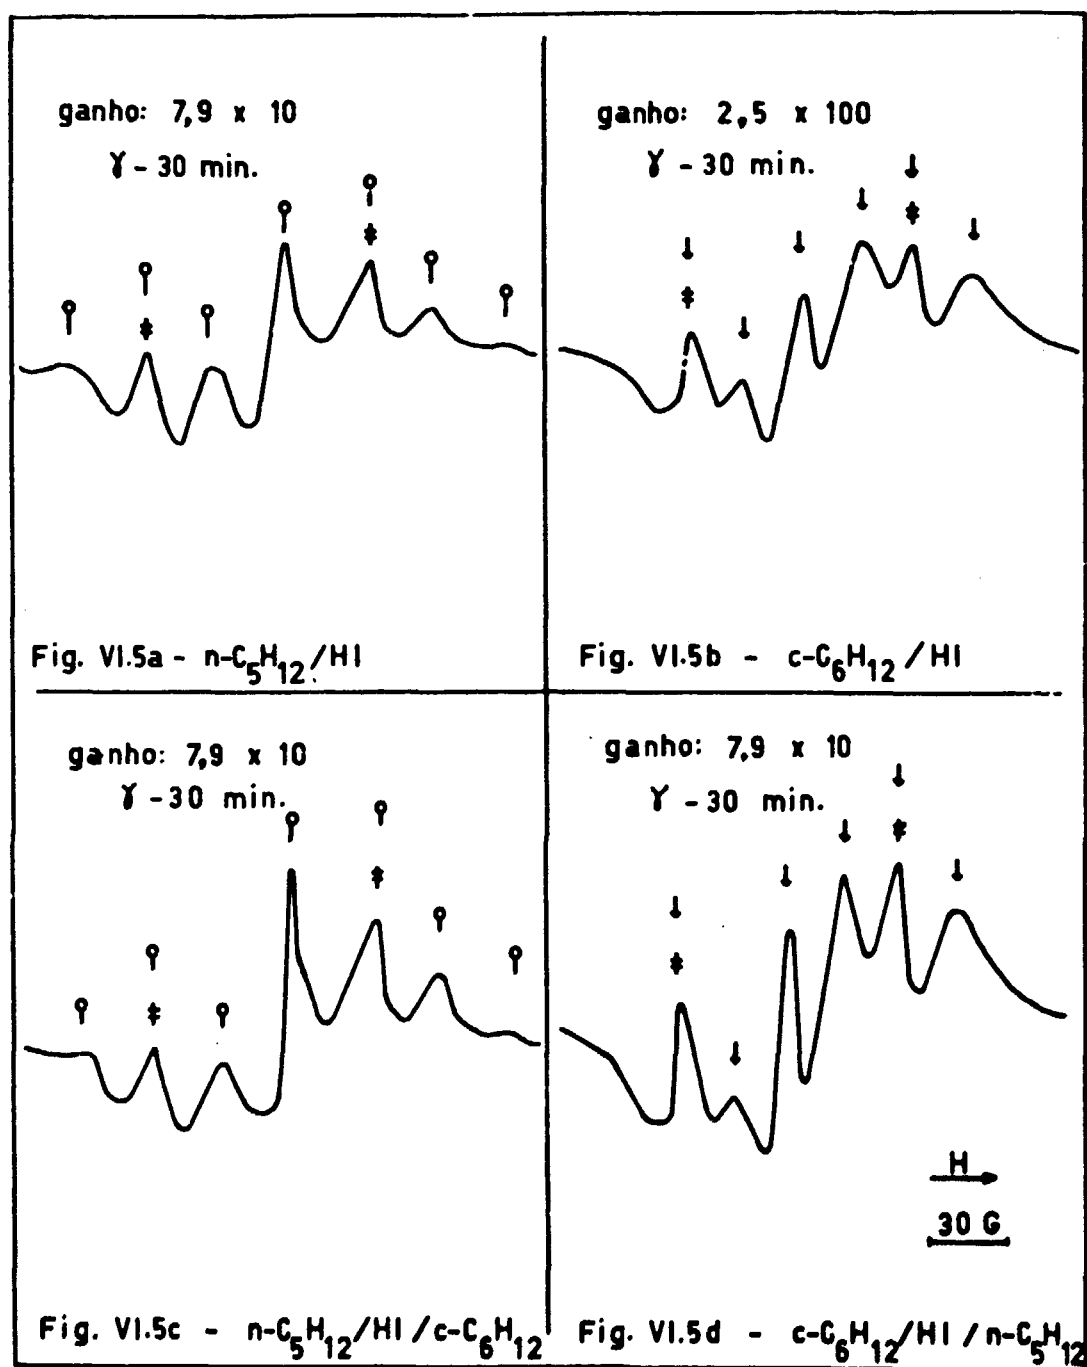 ganho: 7,9 x 10
γ - 30 min.
Fig. VI.5a - n-C5H12/HI
ganho: 2,5 x 100
γ - 30 min.
Fig. VI.5b - c-C6H12/HI
ganho: 7,9 x 10
γ - 30 min.
Fig. VI.5c - n-C5H12/HI/c-C6H12
ganho: 7,9 x 10
γ - 30 min.
H
30 G
Fig. VI.5d - c-C6H12/HI/n-C5H12